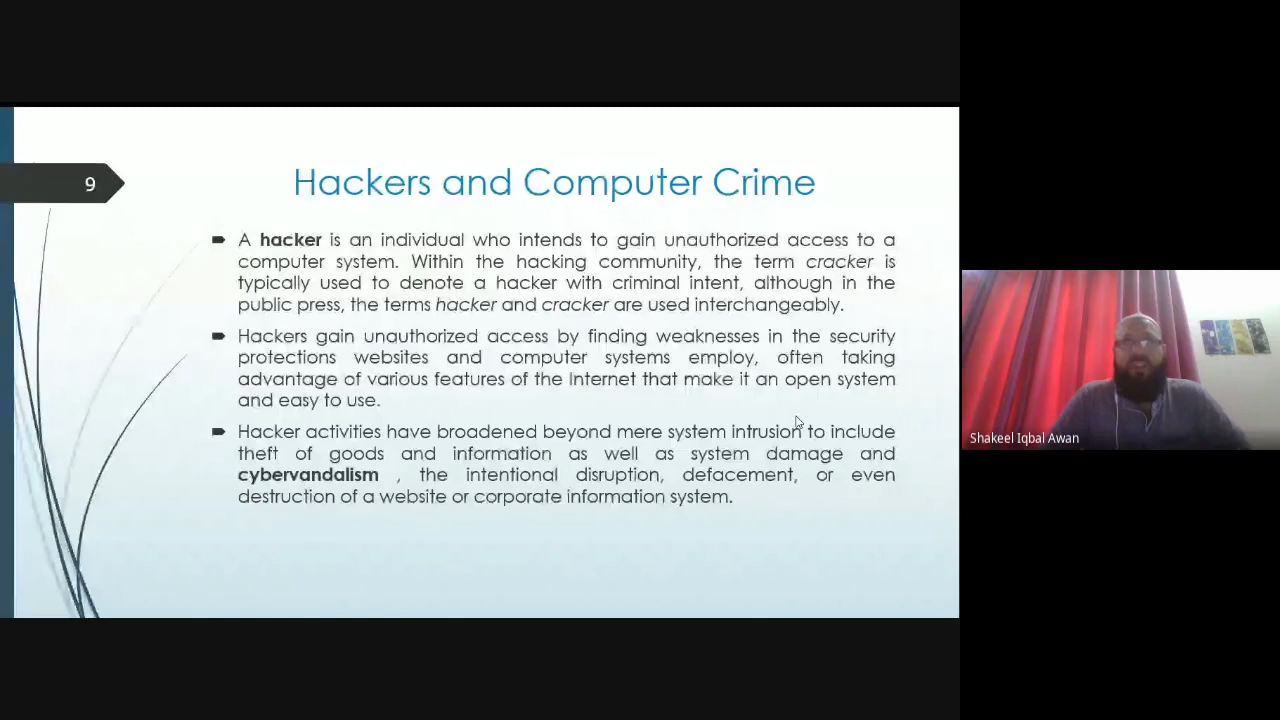 9
Hackers and Computer Crime
A hacker is an individual who intends to gain unauthorized access to a
computer system. Within the hacking community, the term cracker is
typically used to denote a hacker with criminal intent, although in the
public press, the terms hacker and cracker are used interchangeably.
Hackers gain unauthorized access by finding weaknesses in the security
protections websites and computer systems employ, often taking
advantage of various features of the Internet that make it an open system
and easy to use.
Hacker activities have broadened beyond mere system intrusion to include
theft of goods and information as well as system damage and
cybervandalism , the intentional disruption, defacement, or even
destruction of a website or corporate information system.
Shakeel Iqbal Awan